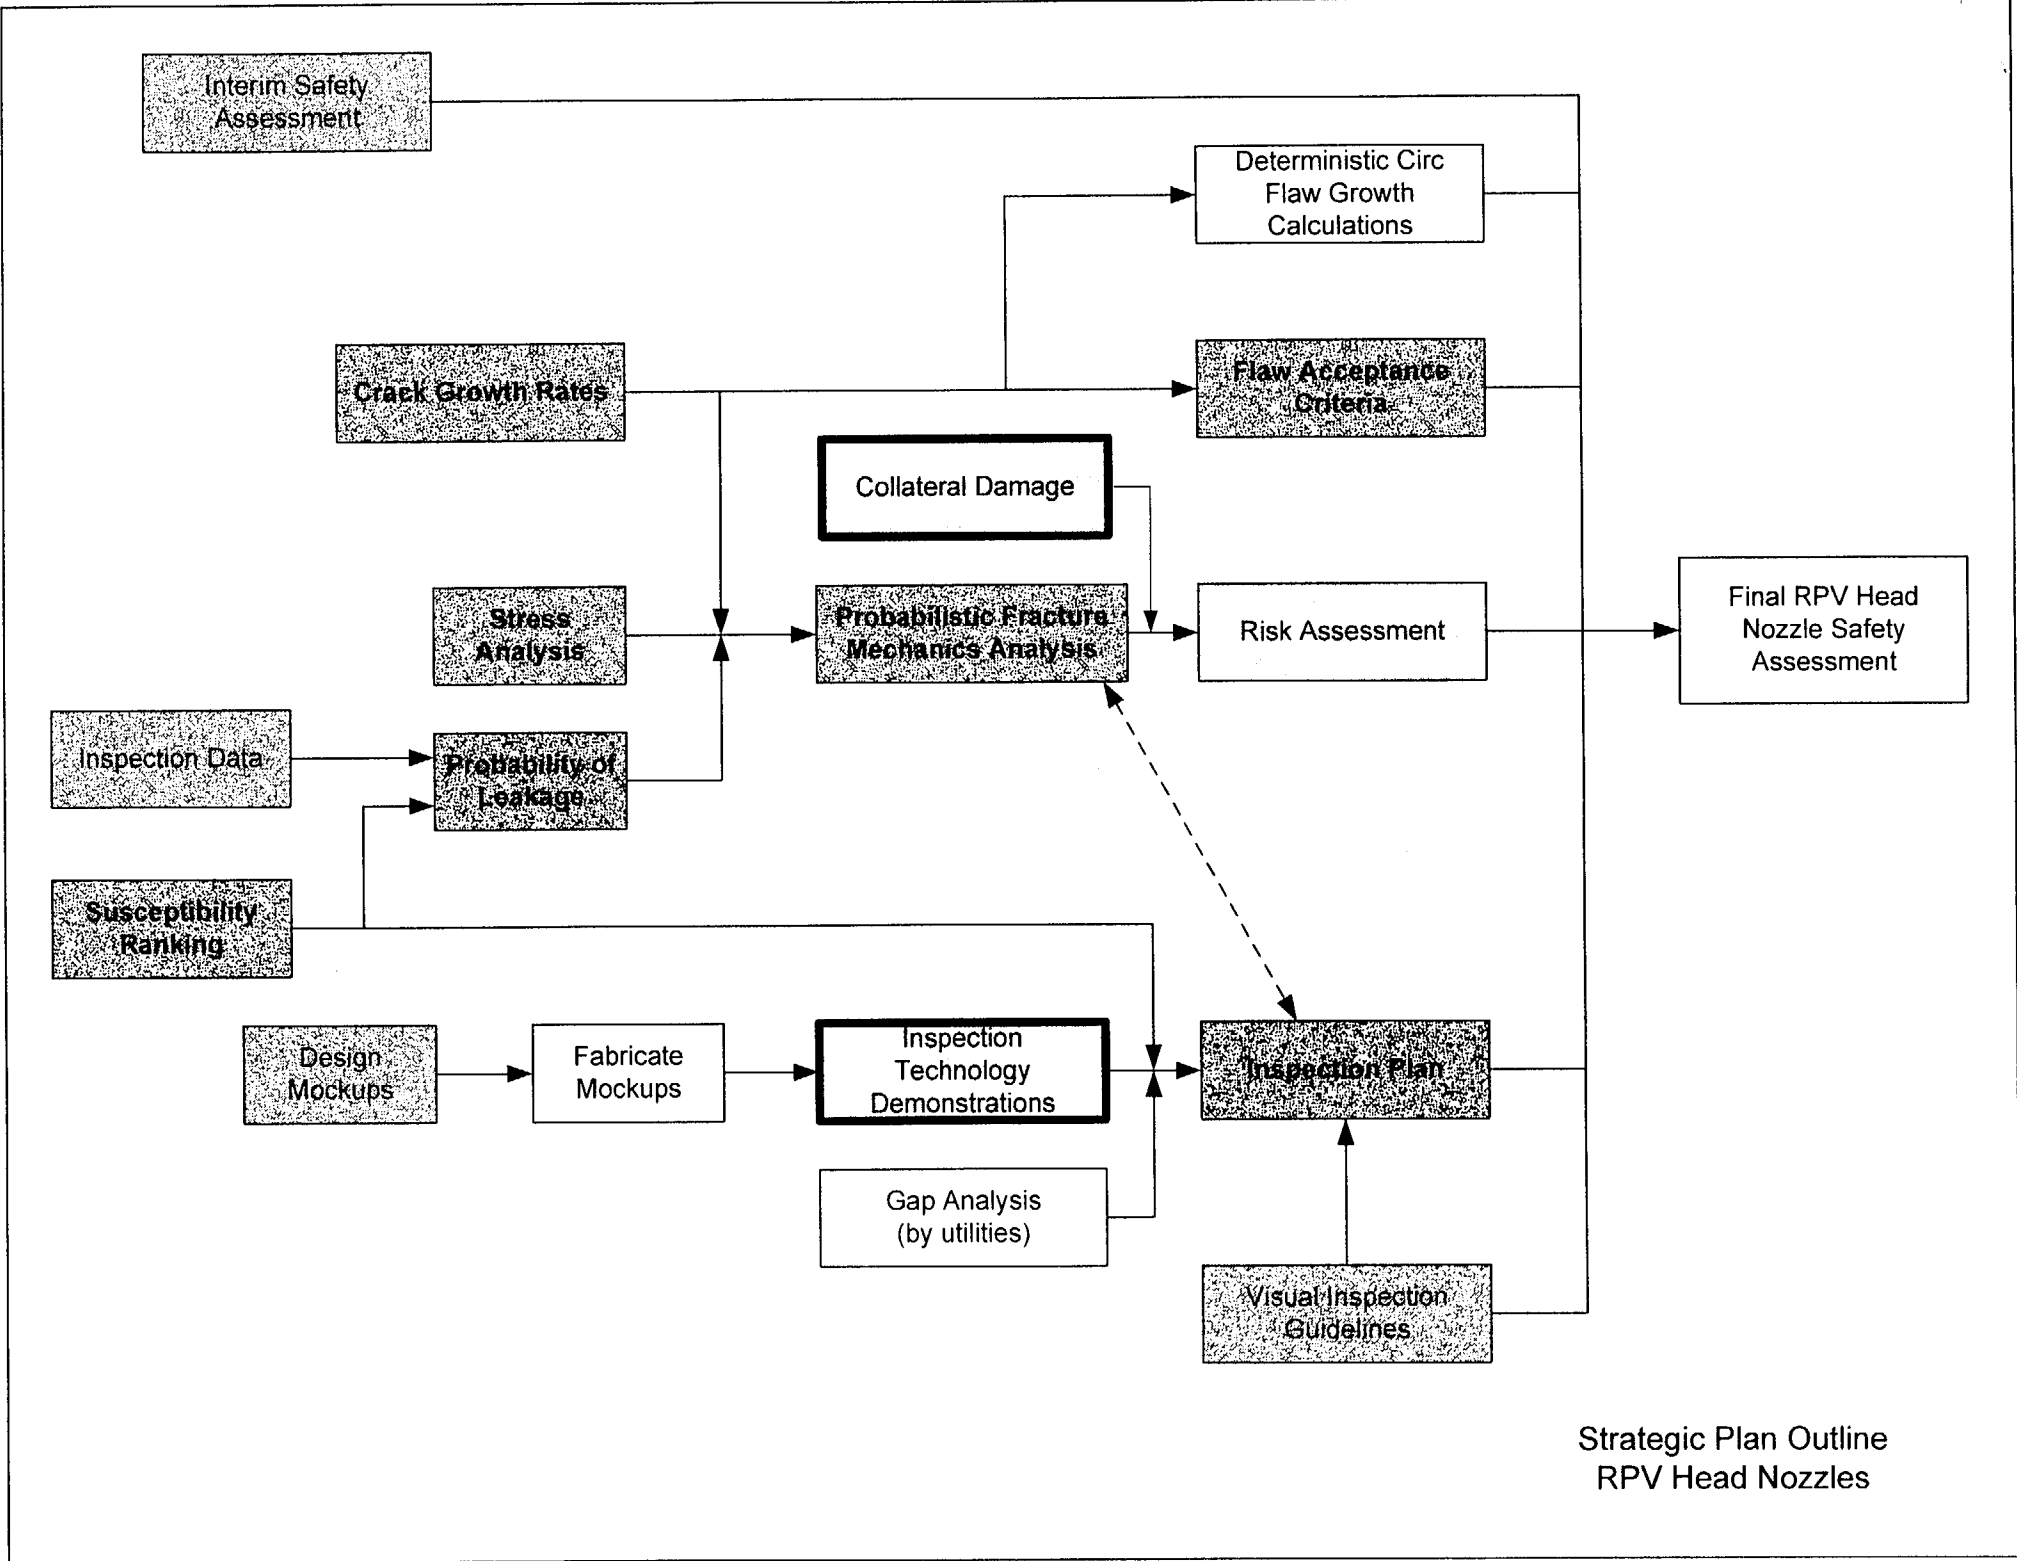 Interim Safety
Assessment
Deterministic Circ
Flaw Growth
Calculations
Crack Growth Rates
Flaw Acceptance
Criteria
Collateral Damage
Stress
Analysis
Probabilistic Fracture
Mechanics Analysis
Risk Assessment
Final RPV Head
Nozzle Safety
Assessment
Inspection Data
Probability of
Leakage
Susceptibility
Ranking
Design
Mockups
Fabricate
Mockups
Inspection
Technology
Demonstrations
Inspection Plan
Gap Analysis
(by utilities)
Visual Inspection
Guidelines
Strategic Plan Outline
RPV Head Nozzles